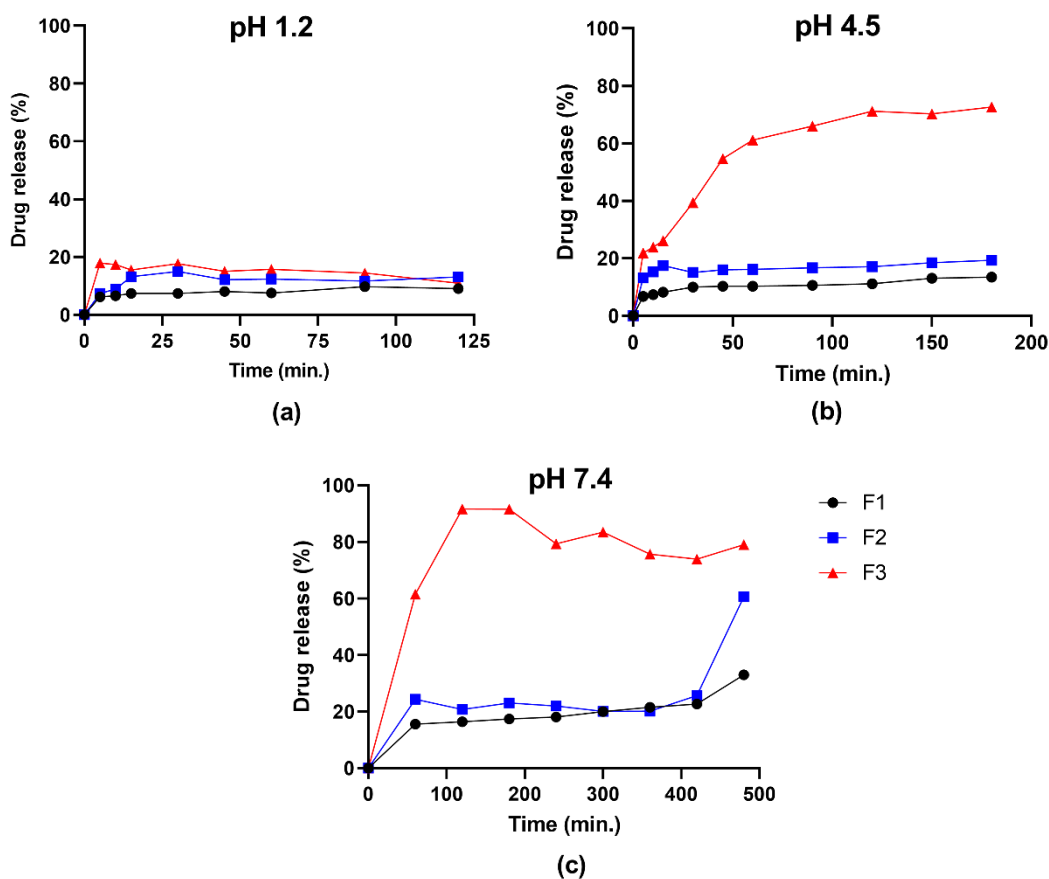 pH 1.2
Drug release (%)
100
80
60
40
20
0
0 25 50 75 100 125
Time (min.)
(a)
pH 4.5
Drug release (%)
100
80
60
40
20
0
0 50 100 150 200
Time (min.)
(b)
pH 7.4
Drug release (%)
100
80
60
40
20
0
0 100 200 300 400 500
Time (min.)
(c)
F1
F2
F3